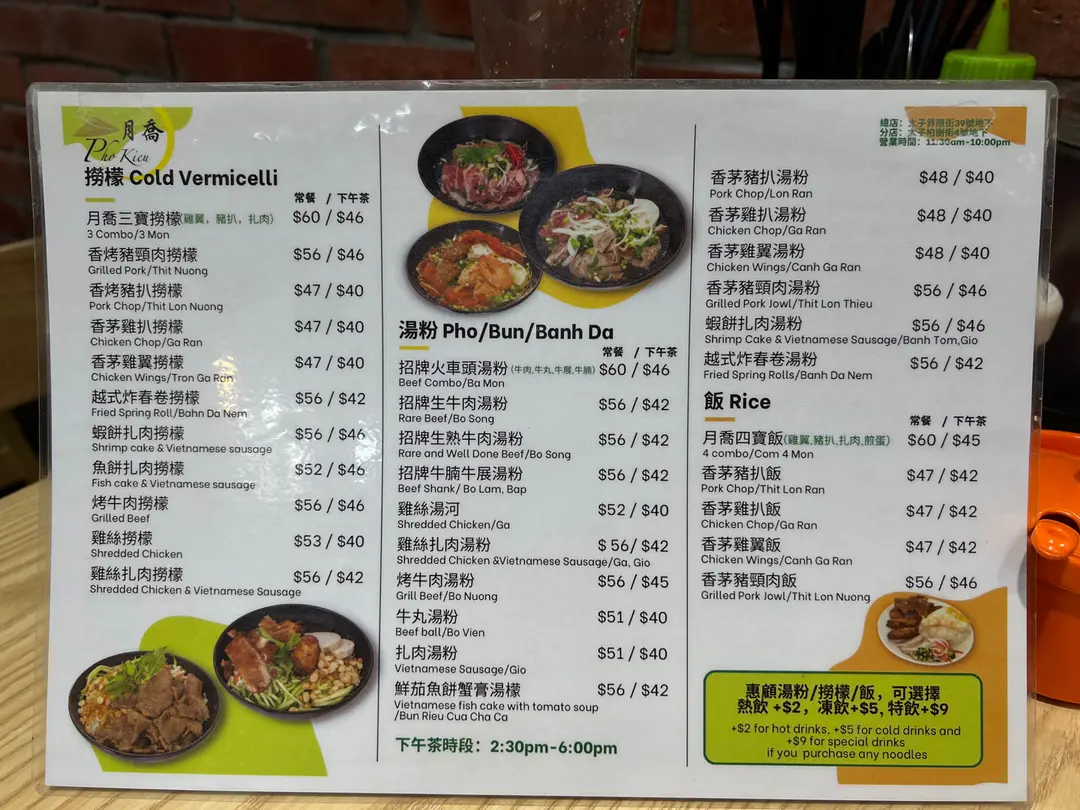 月喬
Pho Kieu
撈檬 Cold Vermicelli
常餐 / 下午茶
月喬三寶撈檬(雞翼，豬扒，扎肉) $60 / $46
3 Combo/3 Mon
香烤豬頸肉撈檬 $56 / $46
Grilled Pork/Thit Nuong
香烤豬扒撈檬 $47 / $40
Pork Chop/Thit Lon Nuong
香茅雞扒撈檬 $47 / $40
Chicken Chop/Ga Ran
香茅雞翼撈檬 $47 / $40
Chicken Wings/Tron Ga Ran
越式炸春卷撈檬 $56 / $42
Fried Spring Roll/Bahn Da Nem
蝦餅扎肉撈檬 $56 / $46
Shrimp cake & Vietnamese sausage
魚餅扎肉撈檬 $52 / $46
Fish cake & Vietnamese sausage
烤牛肉撈檬 $56 / $46
Grilled Beef
雞絲撈檬 $53 / $40
Shredded Chicken
雞絲扎肉撈檬 $56 / $42
Shredded Chicken & Vietnamese Sausage
湯粉 Pho/Bun/Banh Da
常餐 / 下午茶
招牌火車頭湯粉(牛肉,牛丸,牛展,牛腩) $60 / $46
Beef Combo/Ba Mon
招牌生牛肉湯粉 $56 / $42
Rare Beef/Bo Song
招牌生熟牛肉湯粉 $56 / $42
Rare and Well Done Beef/Bo Song
招牌牛腩牛展湯粉 $56 / $42
Beef Shank/ Bo Lam, Bap
雞絲湯河 $52 / $40
Shredded Chicken/Ga
雞絲扎肉湯粉 $ 56/ $42
Shredded Chicken &Vietnamese Sausage/Ga, Gio
烤牛肉湯粉 $56 / $45
Grill Beef/Bo Nuong
牛丸湯粉 $51 / $40
Beef ball/Bo Vien
扎肉湯粉 $51 / $40
Vietnamese Sausage/Gio
鮮茄魚餅蟹膏湯檬 $56 / $42
Vietnamese fish cake with tomato soup
/Bun Rieu Cua Cha Ca
下午茶時段：2:30pm-6:00pm
總店：太子界限街39號地下
分店：太子柏樹街4號地下
營業時間：11:30am-10:00pm
香茅豬扒湯粉 $48 / $40
Pork Chop/Lon Ran
香茅雞扒湯粉 $48 / $40
Chicken Chop/Ga Ran
香茅雞翼湯粉 $48 / $40
Chicken Wings/Canh Ga Ran
香茅豬頸肉湯粉 $56 / $46
Grilled Pork Jowl/Thit Lon Thieu
蝦餅扎肉湯粉 $56 / $46
Shrimp Cake & Vietnamese Sausage/Banh Tom,Gio
越式炸春卷湯粉 $56 / $42
Fried Spring Rolls/Banh Da Nem
飯 Rice
常餐 / 下午茶
月喬四寶飯(雞翼,豬扒,扎肉,煎蛋) $60 / $45
4 combo/Com 4 Mon
香茅豬扒飯 $47 / $42
Pork Chop/Thit Lon Ran
香茅雞扒飯 $47 / $42
Chicken Chop/Ga Ran
香茅雞翼飯 $47 / $42
Chicken Wings/Canh Ga Ran
香茅豬頸肉飯 $56 / $46
Grilled Pork Jowl/Thit Lon Nuong
惠顧湯粉/撈檬/飯，可選擇
熱飲 +$2，凍飲+$5, 特飲+$9
+$2 for hot drinks, +$5 for cold drinks and
+$9 for special drinks
if you purchase any noodles